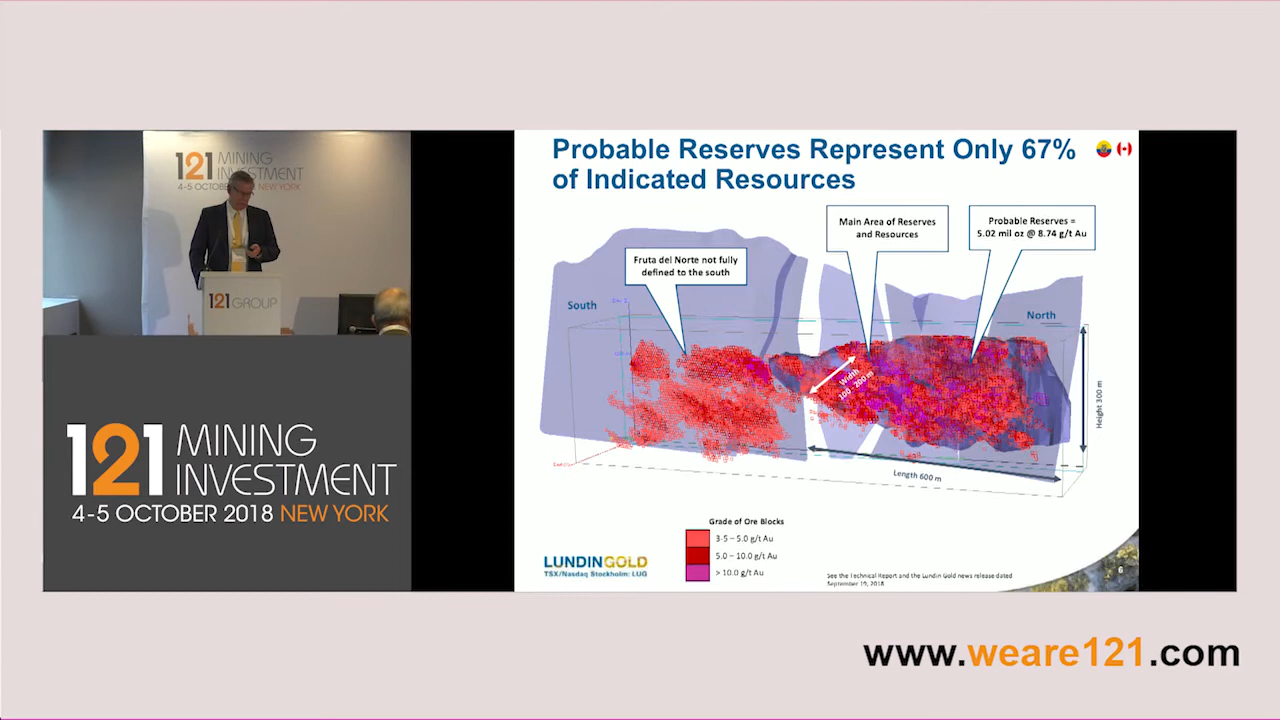 121 MINING
INVESTMENT
4-5 OCTOBER
NEW YORK
121 GROUP
121 MINING
INVESTMENT
4-5 OCTOBER 2018 NEW YORK
Probable Reserves Represent Only 67%
of Indicated Resources
Main Area of Reserves
and Resources
Probable Reserves =
5.02 mil oz @ 8.74 g/t Au
Fruta del Norte not fully
defined to the south
South
North
Width
100 - 200 m
Height 300 m
Length 600 m
Grade of Ore Blocks
3-5 – 5.0 g/t Au
5.0 – 10.0 g/t Au
> 10.0 g/t Au
LUNDINGOLD
TSX/Nasdaq Stockholm: LUG
See the Technical Report and the Lundin Gold news release dated
September 19, 2018
6
www.weare121.com